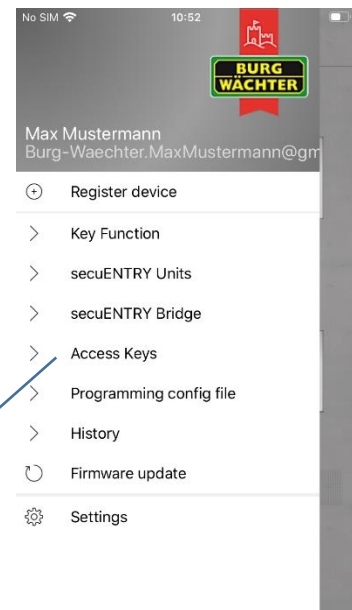 No SIM 10:52
BURG
WÄCHTER
Max Mustermann
Burg-Waechter.MaxMustermann@gm
Register device
Key Function
secuENTRY Units
secuENTRY Bridge
Access Keys
Programming config file
History
Firmware update
Settings